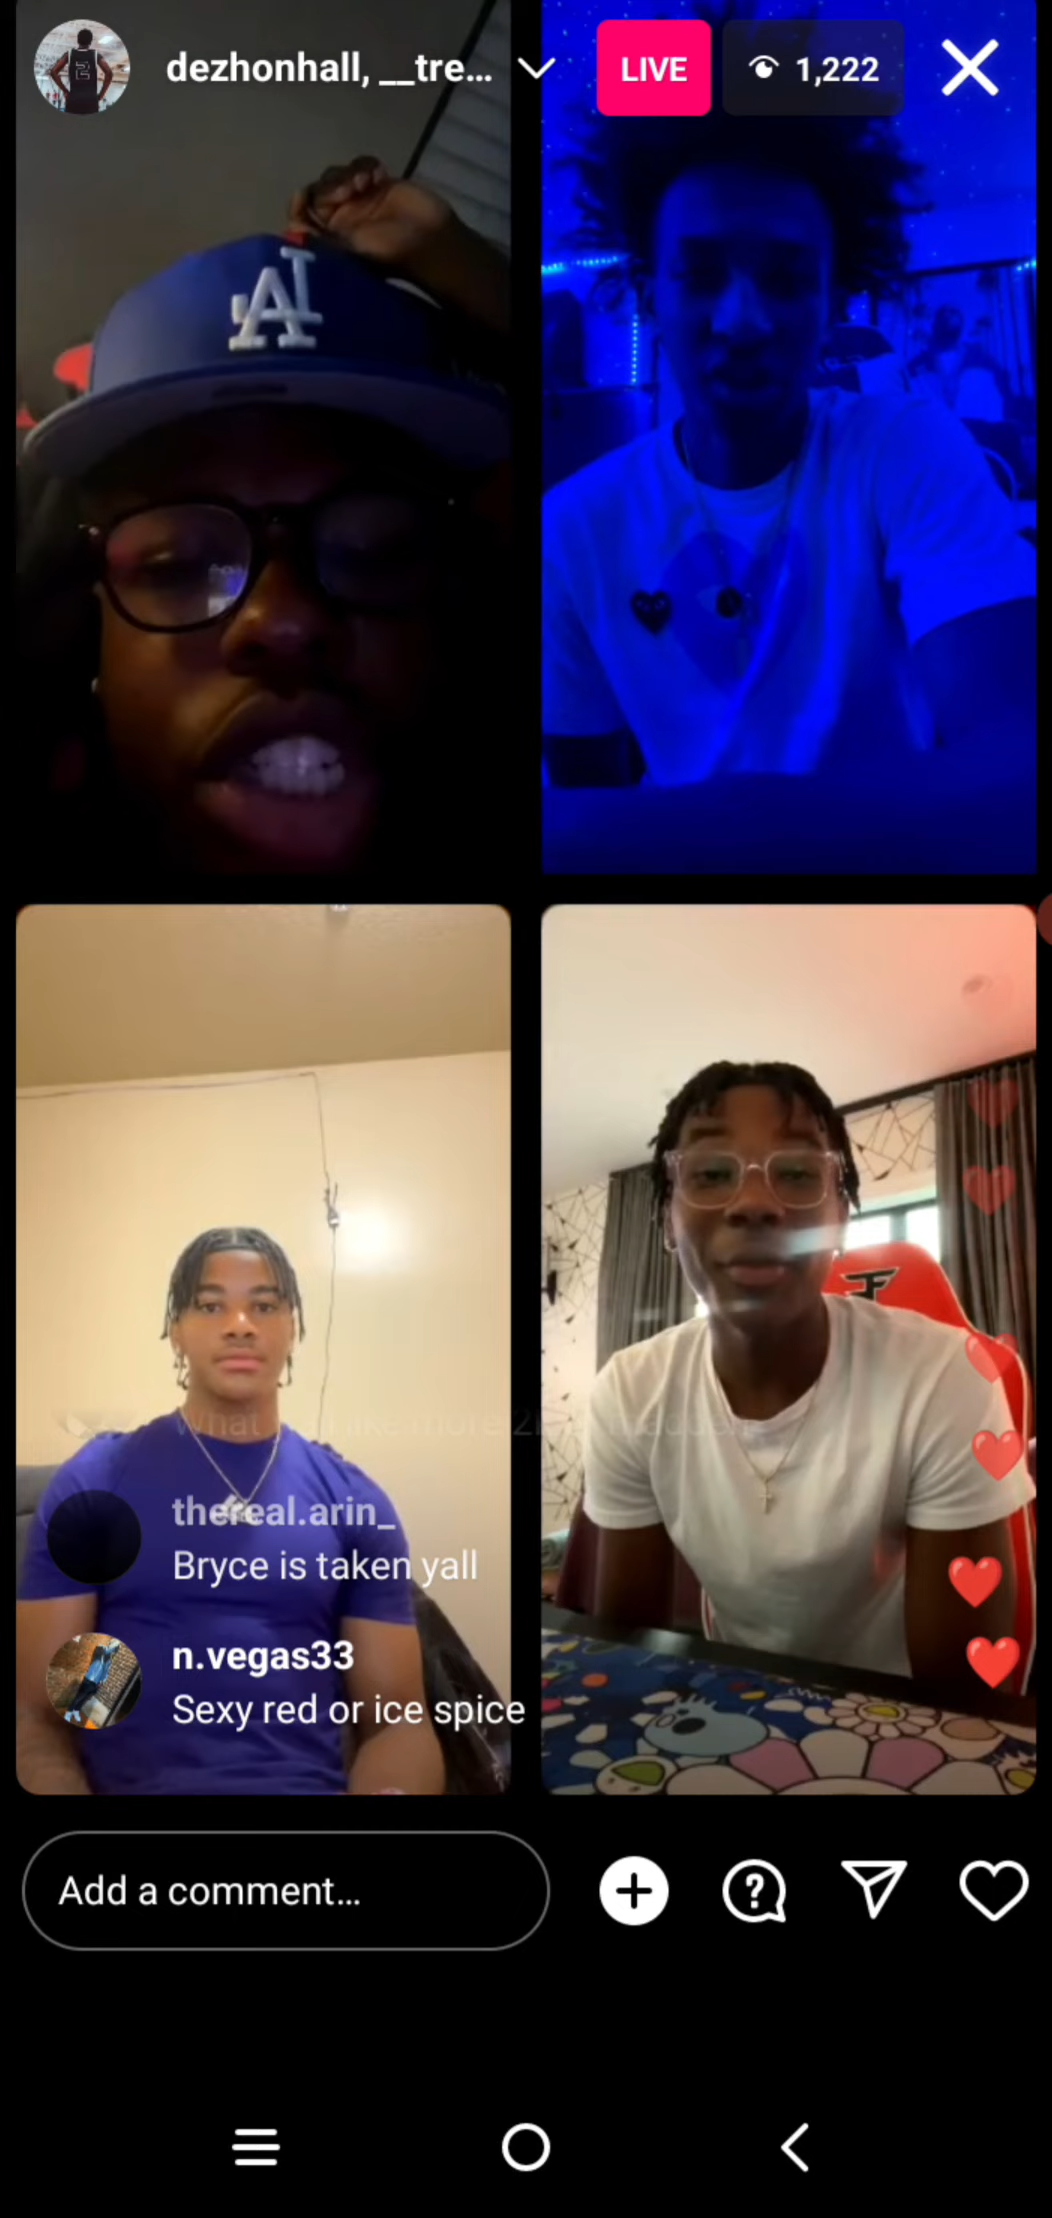 dezhonhall, __tre...
LIVE
1,222
LA
thereal.arin_
Bryce is taken yall
n.vegas33
Sexy red or ice spice
Add a comment...